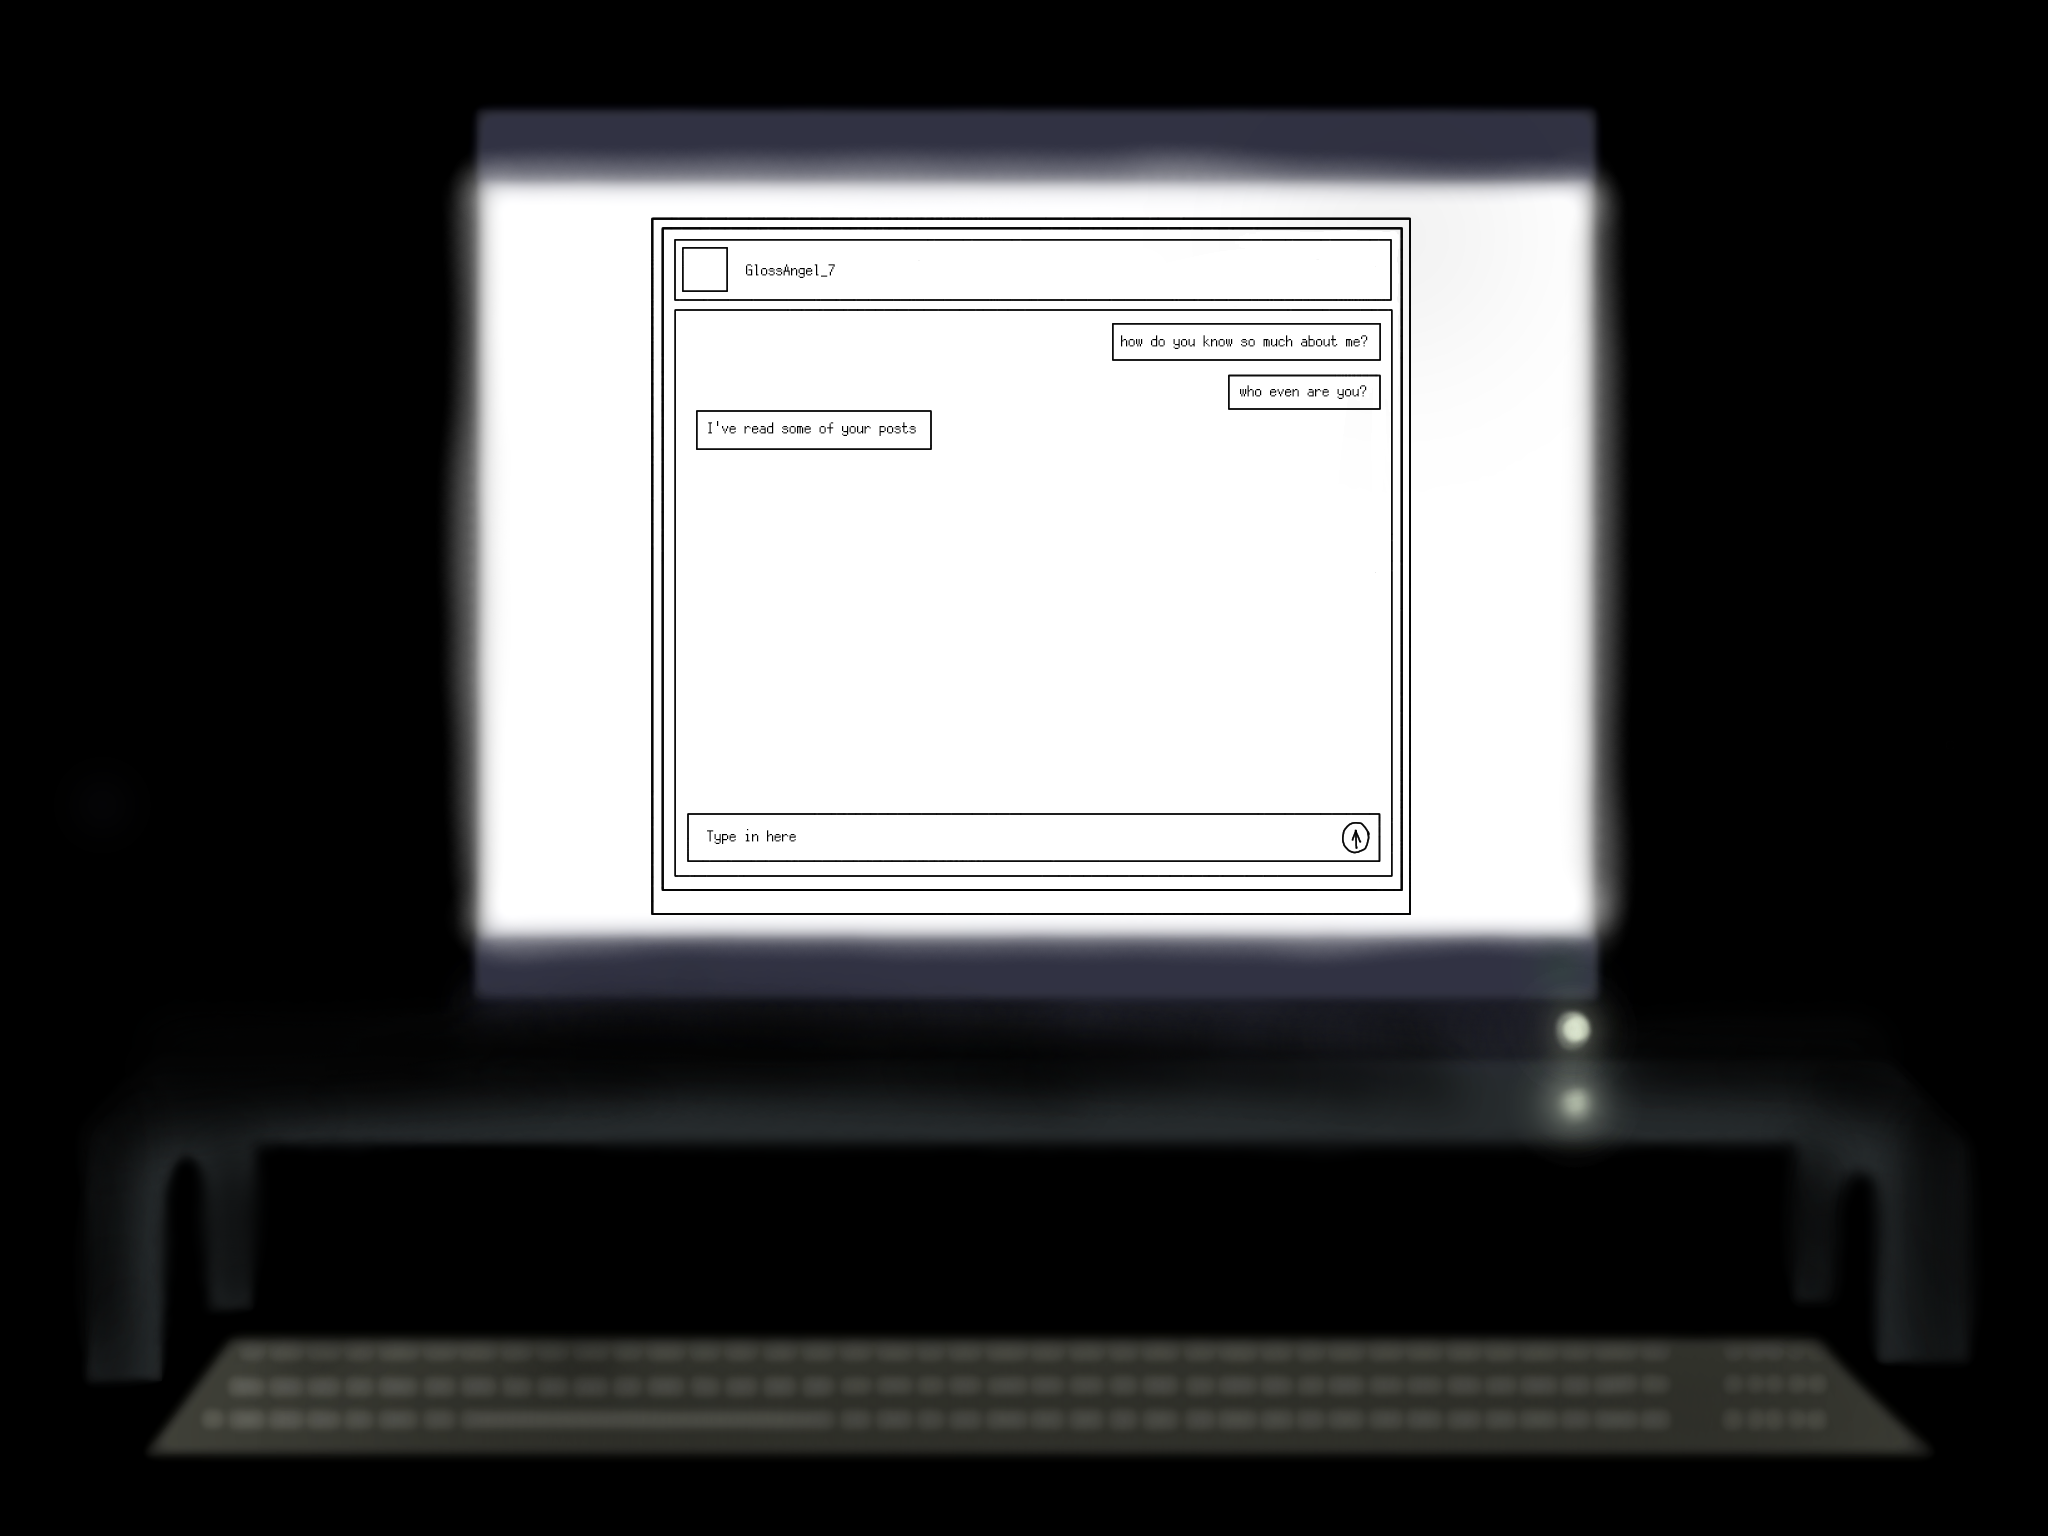 GlossAngel_7
how do you know so much about me?
who even are you?
I've read some of your posts
Type in here